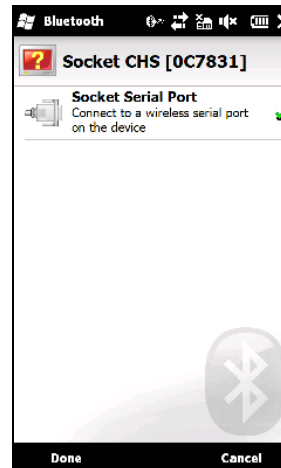 Bluetooth
Socket CHS [0C7831]
Socket Serial Port
Connect to a wireless serial port
on the device
Done Cancel